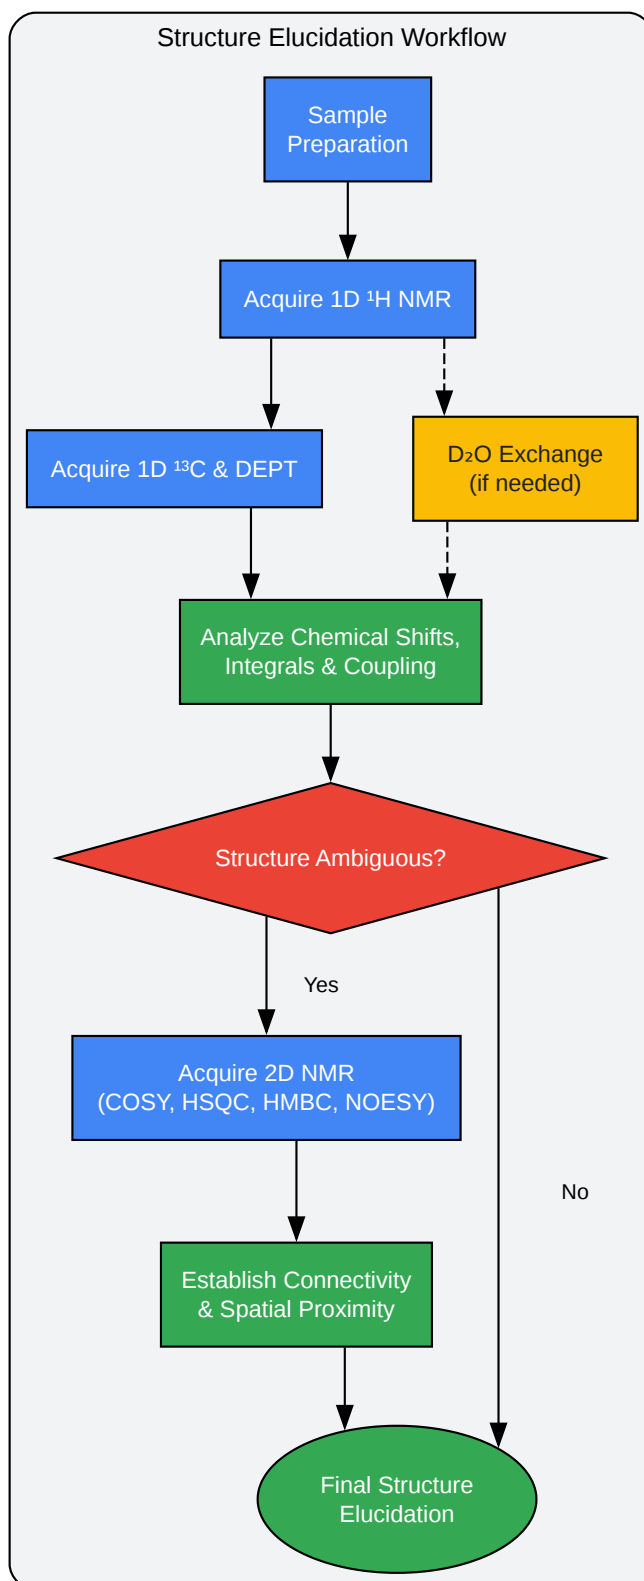 Structure Elucidation Workflow
Sample
Preparation
Acquire 1D ¹H NMR
Acquire 1D ¹³C & DEPT
D₂O Exchange
(if needed)
Analyze Chemical Shifts,
Integrals & Coupling
Structure Ambiguous?
Yes
Acquire 2D NMR
(COSY, HSQC, HMBC, NOESY)
No
Establish Connectivity
& Spatial Proximity
Final Structure
Elucidation